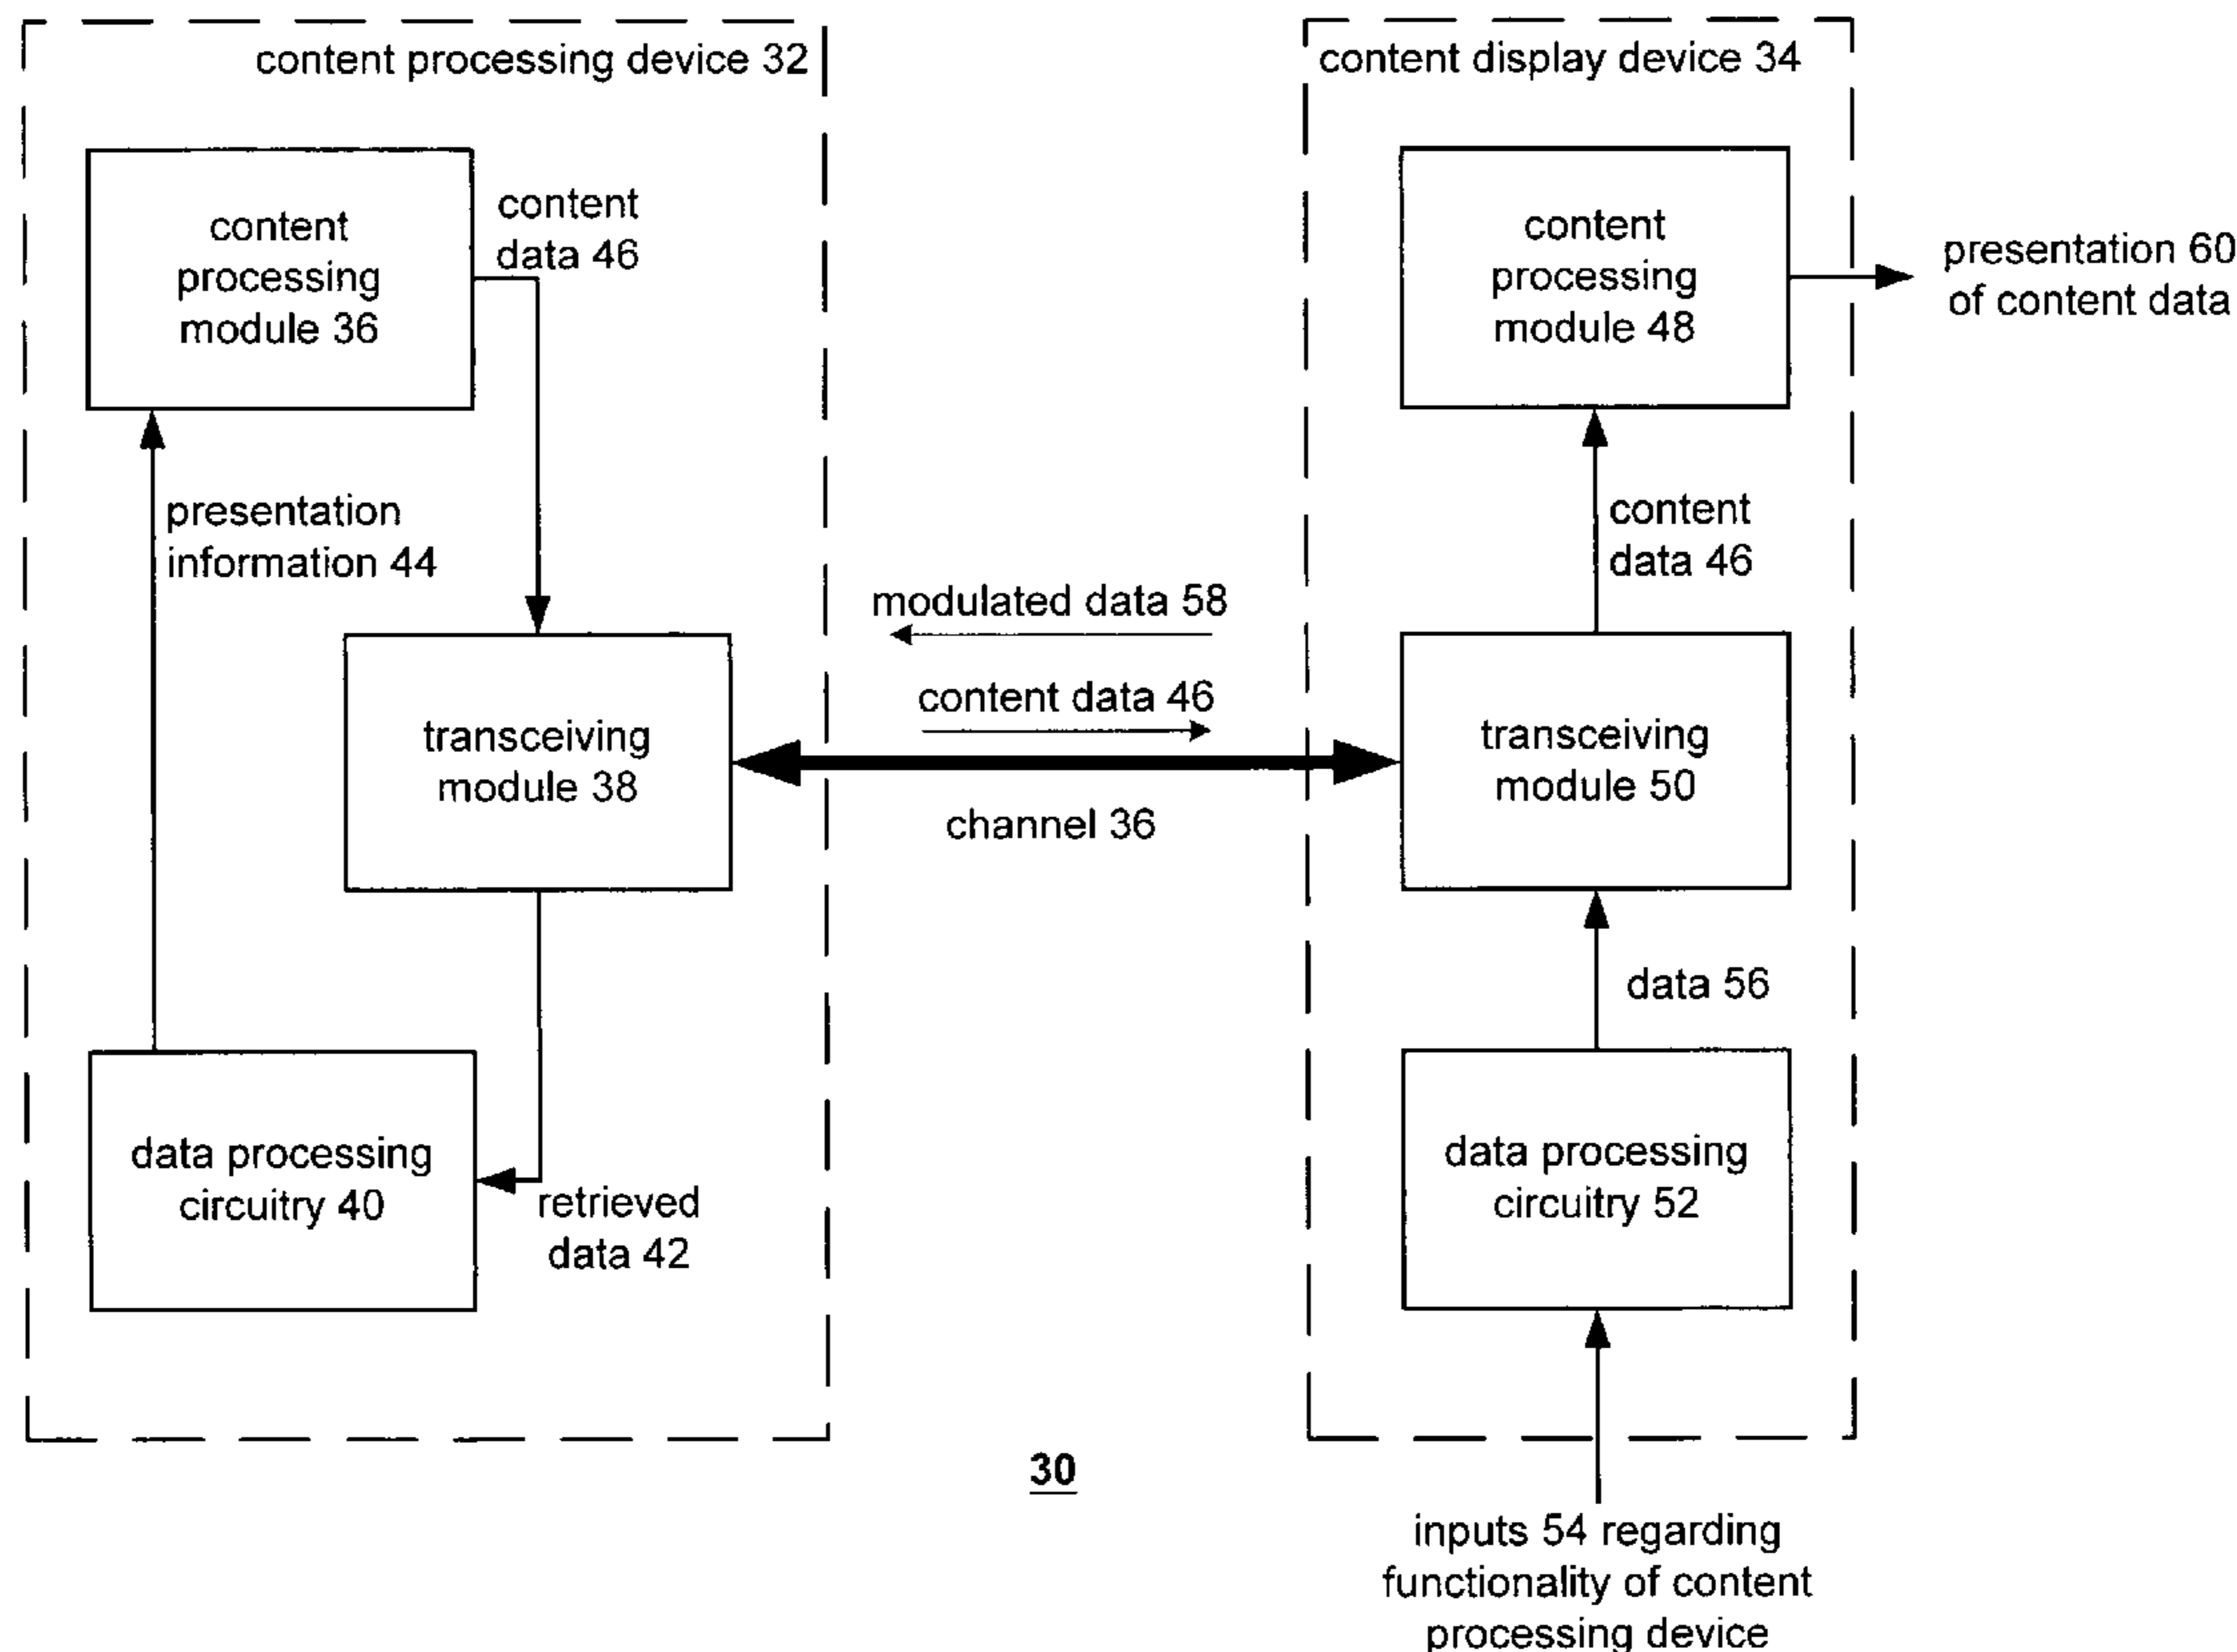 content processing device 32
content display device 34
content
processing
module 36
content
data 46
content
processing
module 48
presentation 60
of content data
presentation
information 44
content
data 46
modulated data 58
content data 46
transceiving
module 38
transceiving
module 50
channel 36
data 56
data processing
circuitry 40
retrieved
data 42
data processing
circuitry 52
30
inputs 54 regarding
functionality of content
processing device